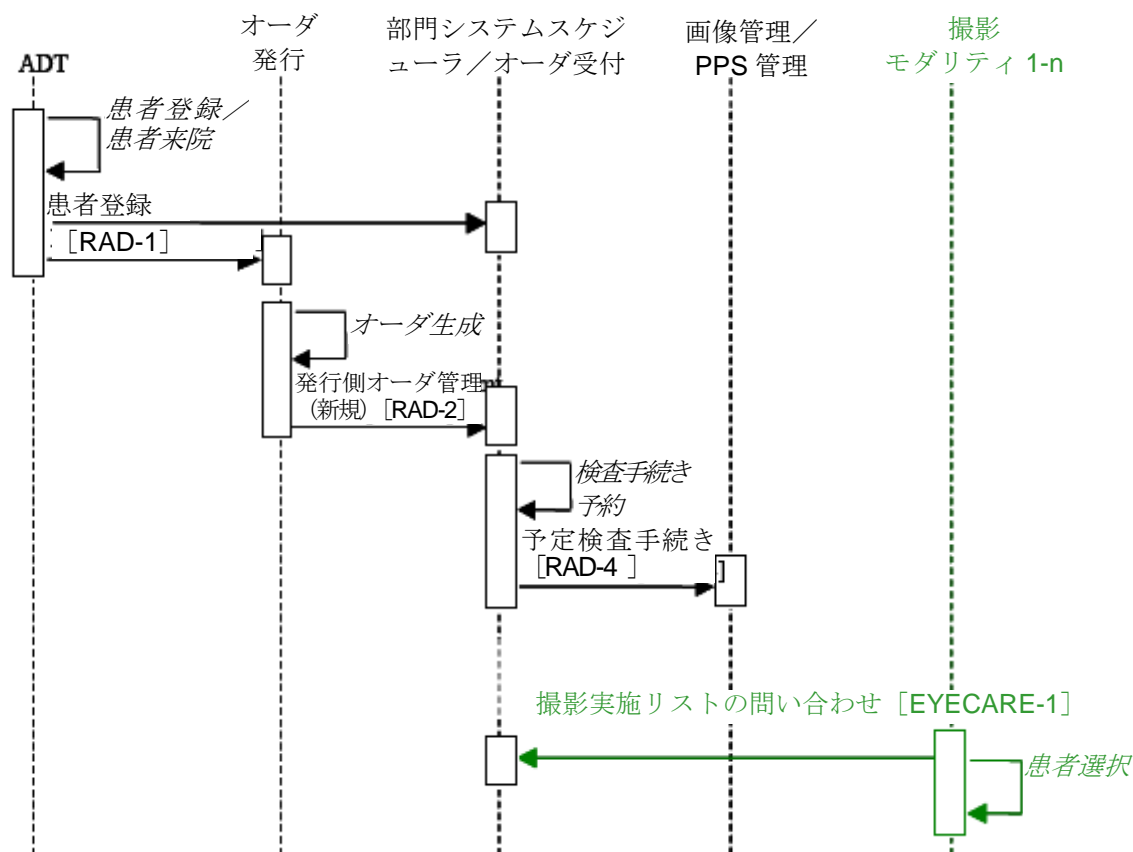 ADT
オーダ
発行
部門システムスケジ
ューラ／オーダ受付
画像管理／
PPS 管理
撮影
モダリティ 1-n
患者登録／
患者来院
患者登録
［RAD-1］
オーダ生成
発行側オーダ管理
（新規）［RAD-2］
検査手続き
予約
予定検査手続き
［RAD-4 ］
撮影実施リストの問い合わせ［EYECARE-1］
患者選択